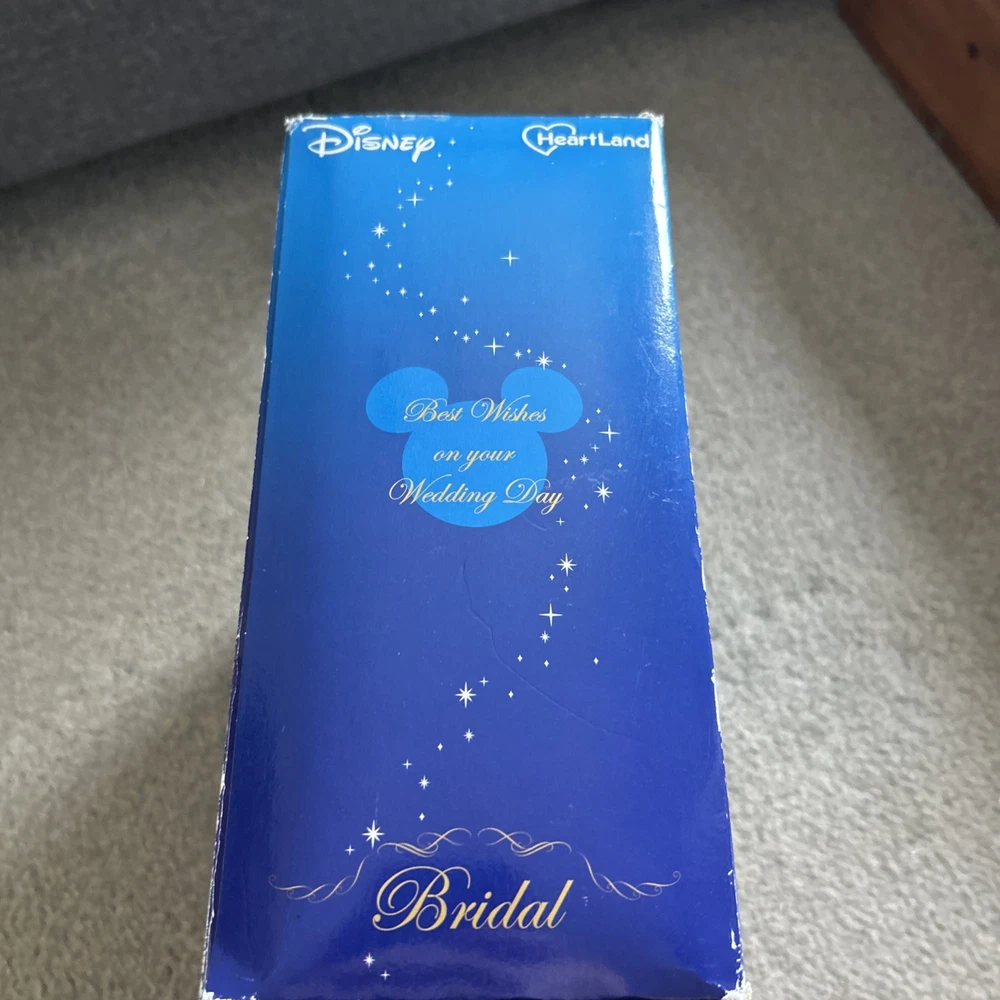 Disney HeartLand
Best Wishes
on your
Wedding Day
Bridal